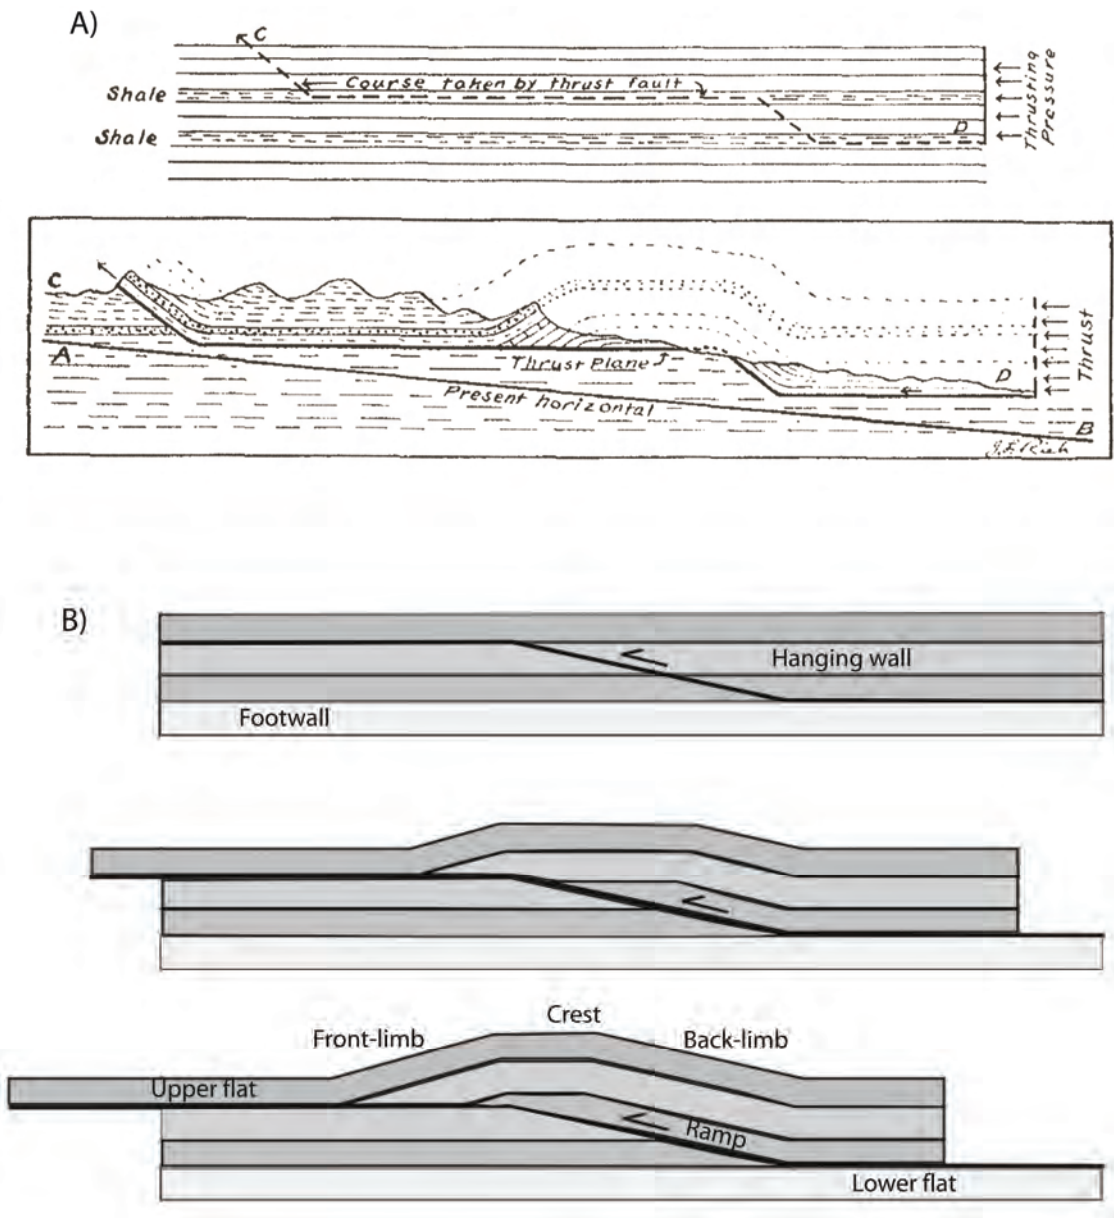 A)
C
Course taken by thrust fault
Shale
Shale
D
Thrusting
Pressure
C
A
Thrust Plane
Present horizontal
D
B
Thrust
J.L. Rich
B)
Hanging wall
Footwall
Crest
Front-limb
Back-limb
Upper flat
Ramp
Lower flat